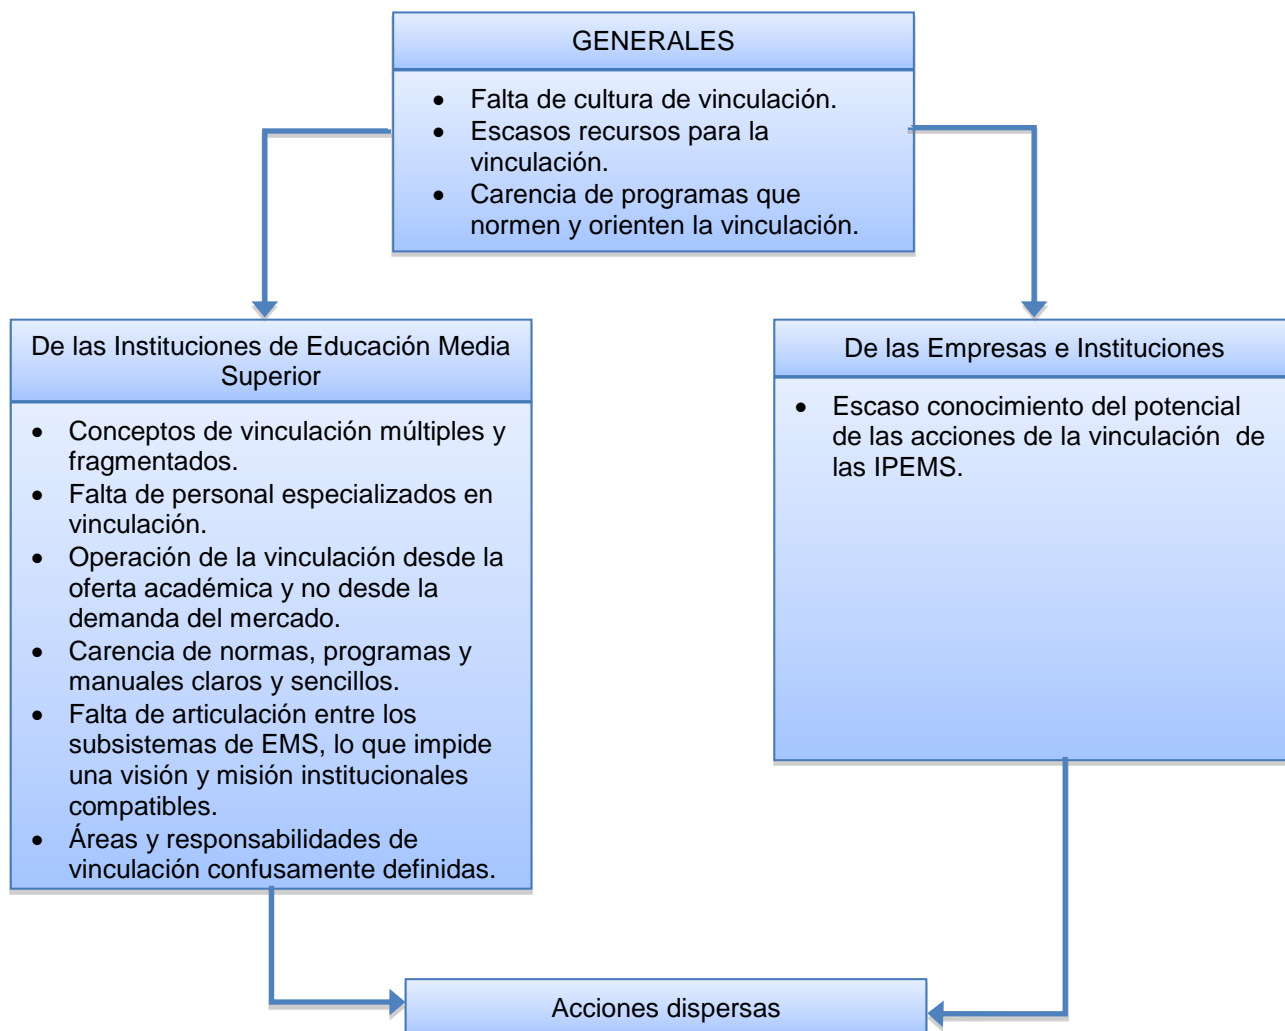 GENERALES
• Falta de cultura de vinculación.
• Escasos recursos para la
vinculación.
• Carencia de programas que
normen y orienten la vinculación.
De las Instituciones de Educación Media
Superior
• Conceptos de vinculación múltiples y
fragmentados.
• Falta de personal especializados en
vinculación.
• Operación de la vinculación desde la
oferta académica y no desde la
demanda del mercado.
• Carencia de normas, programas y
manuales claros y sencillos.
• Falta de articulación entre los
subsistemas de EMS, lo que impide
una visión y misión institucionales
compatibles.
• Áreas y responsabilidades de
vinculación confusamente definidas.
De las Empresas e Instituciones
• Escaso conocimiento del potencial
de las acciones de la vinculación  de
las IPEMS.
Acciones dispersas